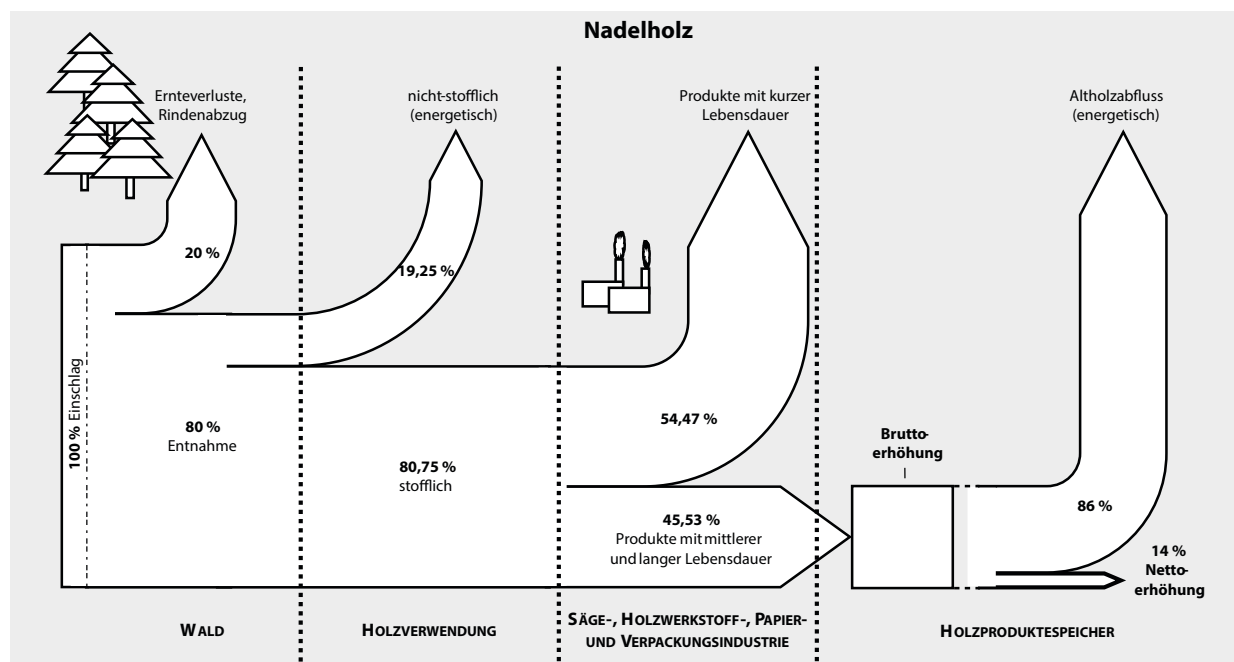 Nadelholz
Ernteverluste,
Rindenabzug
nicht-stofflich
(energetisch)
Produkte mit kurzer
Lebensdauer
Altholzabfluss
(energetisch)
20 %
19,25 %
100 % Einschlag
80 %
Entnahme
80,75 %
stofflich
54,47 %
45,53 %
Produkte mit mittlerer
und langer Lebensdauer
Brutto-
erhöhung
86 %
14 %
Netto-
erhöhung
WALD
HOLZVERWENDUNG
SÄGE-, HOLZWERKSTOFF-, PAPIER-
UND VERPACKUNGSINDUSTRIE
HOLZPRODUKTESPEICHER